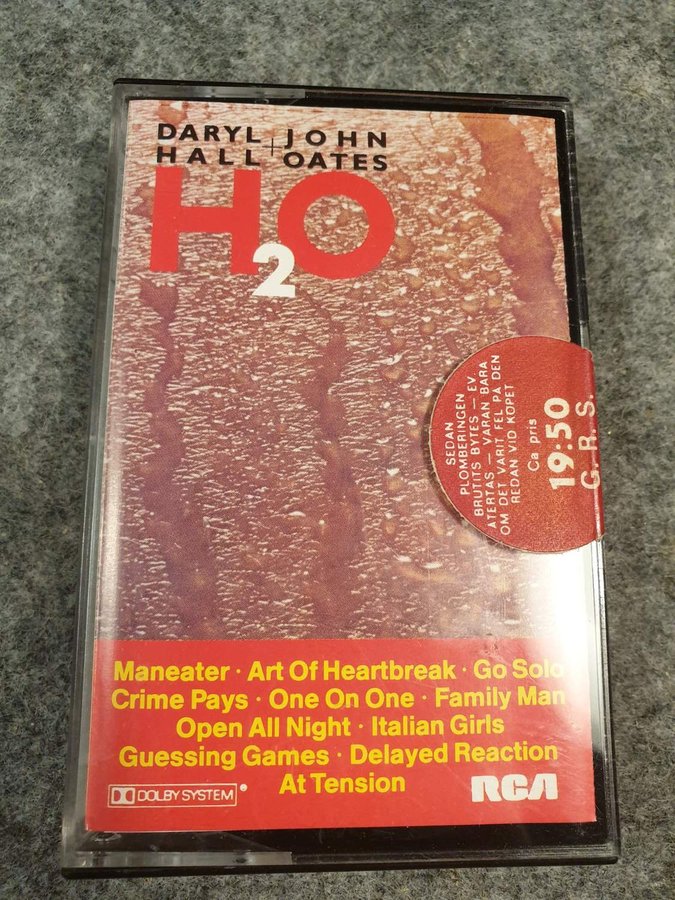 DARYL + JOHN
HALL OATES
H2O
SEDAN
PLOMBERINGEN
BRUTITS BYTES — EV.
ÅTERTAS — VARAN BARA
OM DET VARIT FEL PÅ DEN
REDAN VID KÖPET
Ca pris
19:50
G. R. S.
Maneater · Art Of Heartbreak · Go Solo
Crime Pays · One On One · Family Man
Open All Night · Italian Girls
Guessing Games · Delayed Reaction
At Tension
DOLBY SYSTEM
RCA